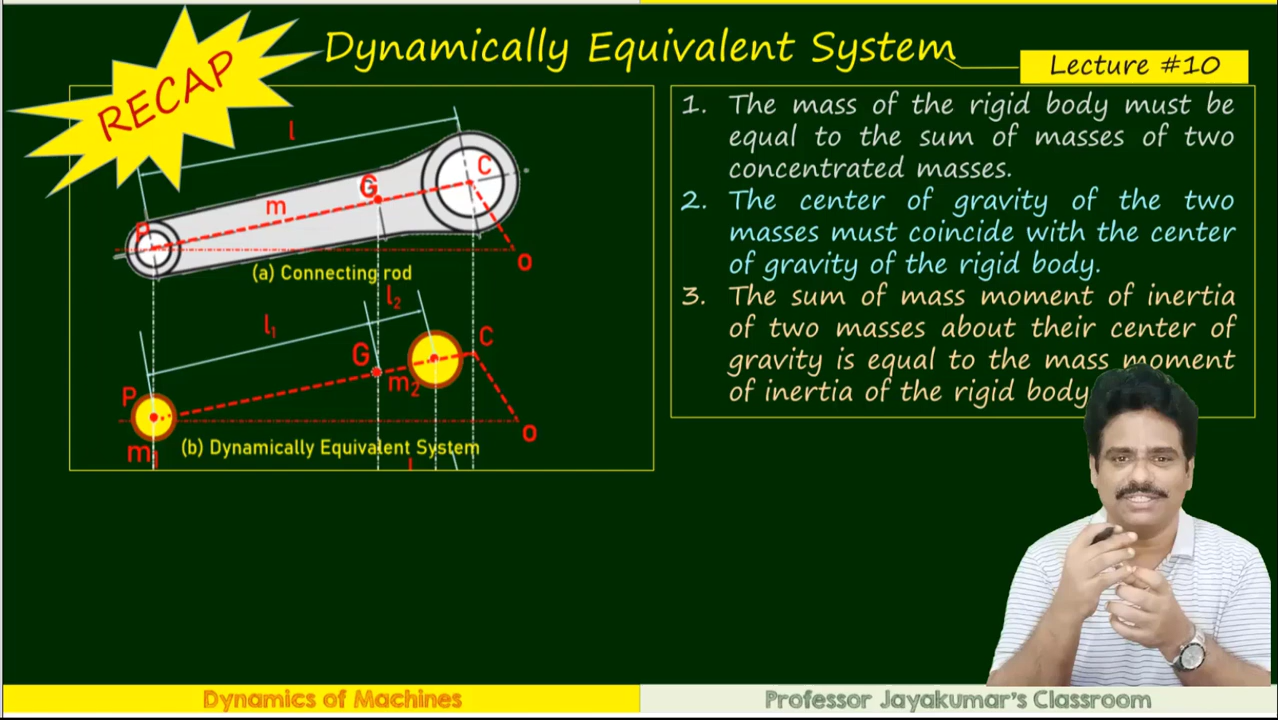 RECAP
Dynamically Equivalent System
Lecture #10
l
C
G
m
P
O
(a) Connecting rod
l2
l1
G
C
m2
P
O
(b) Dynamically Equivalent System
m1
1. The mass of the rigid body must be
equal to the sum of masses of two
concentrated masses.
2. The center of gravity of the two
masses must coincide with the center
of gravity of the rigid body.
3. The sum of mass moment of inertia
of two masses about their center of
gravity is equal to the mass moment
of inertia of the rigid body
Dynamics of Machines
Professor Jayakumar's Classroom